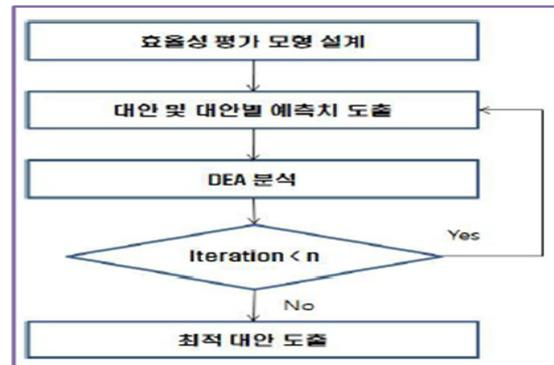 효율성 평가 모형 설계
대안 및 대안별 예측치 도출
DEA 분석
Iteration < n
Yes
No
최적 대안 도출